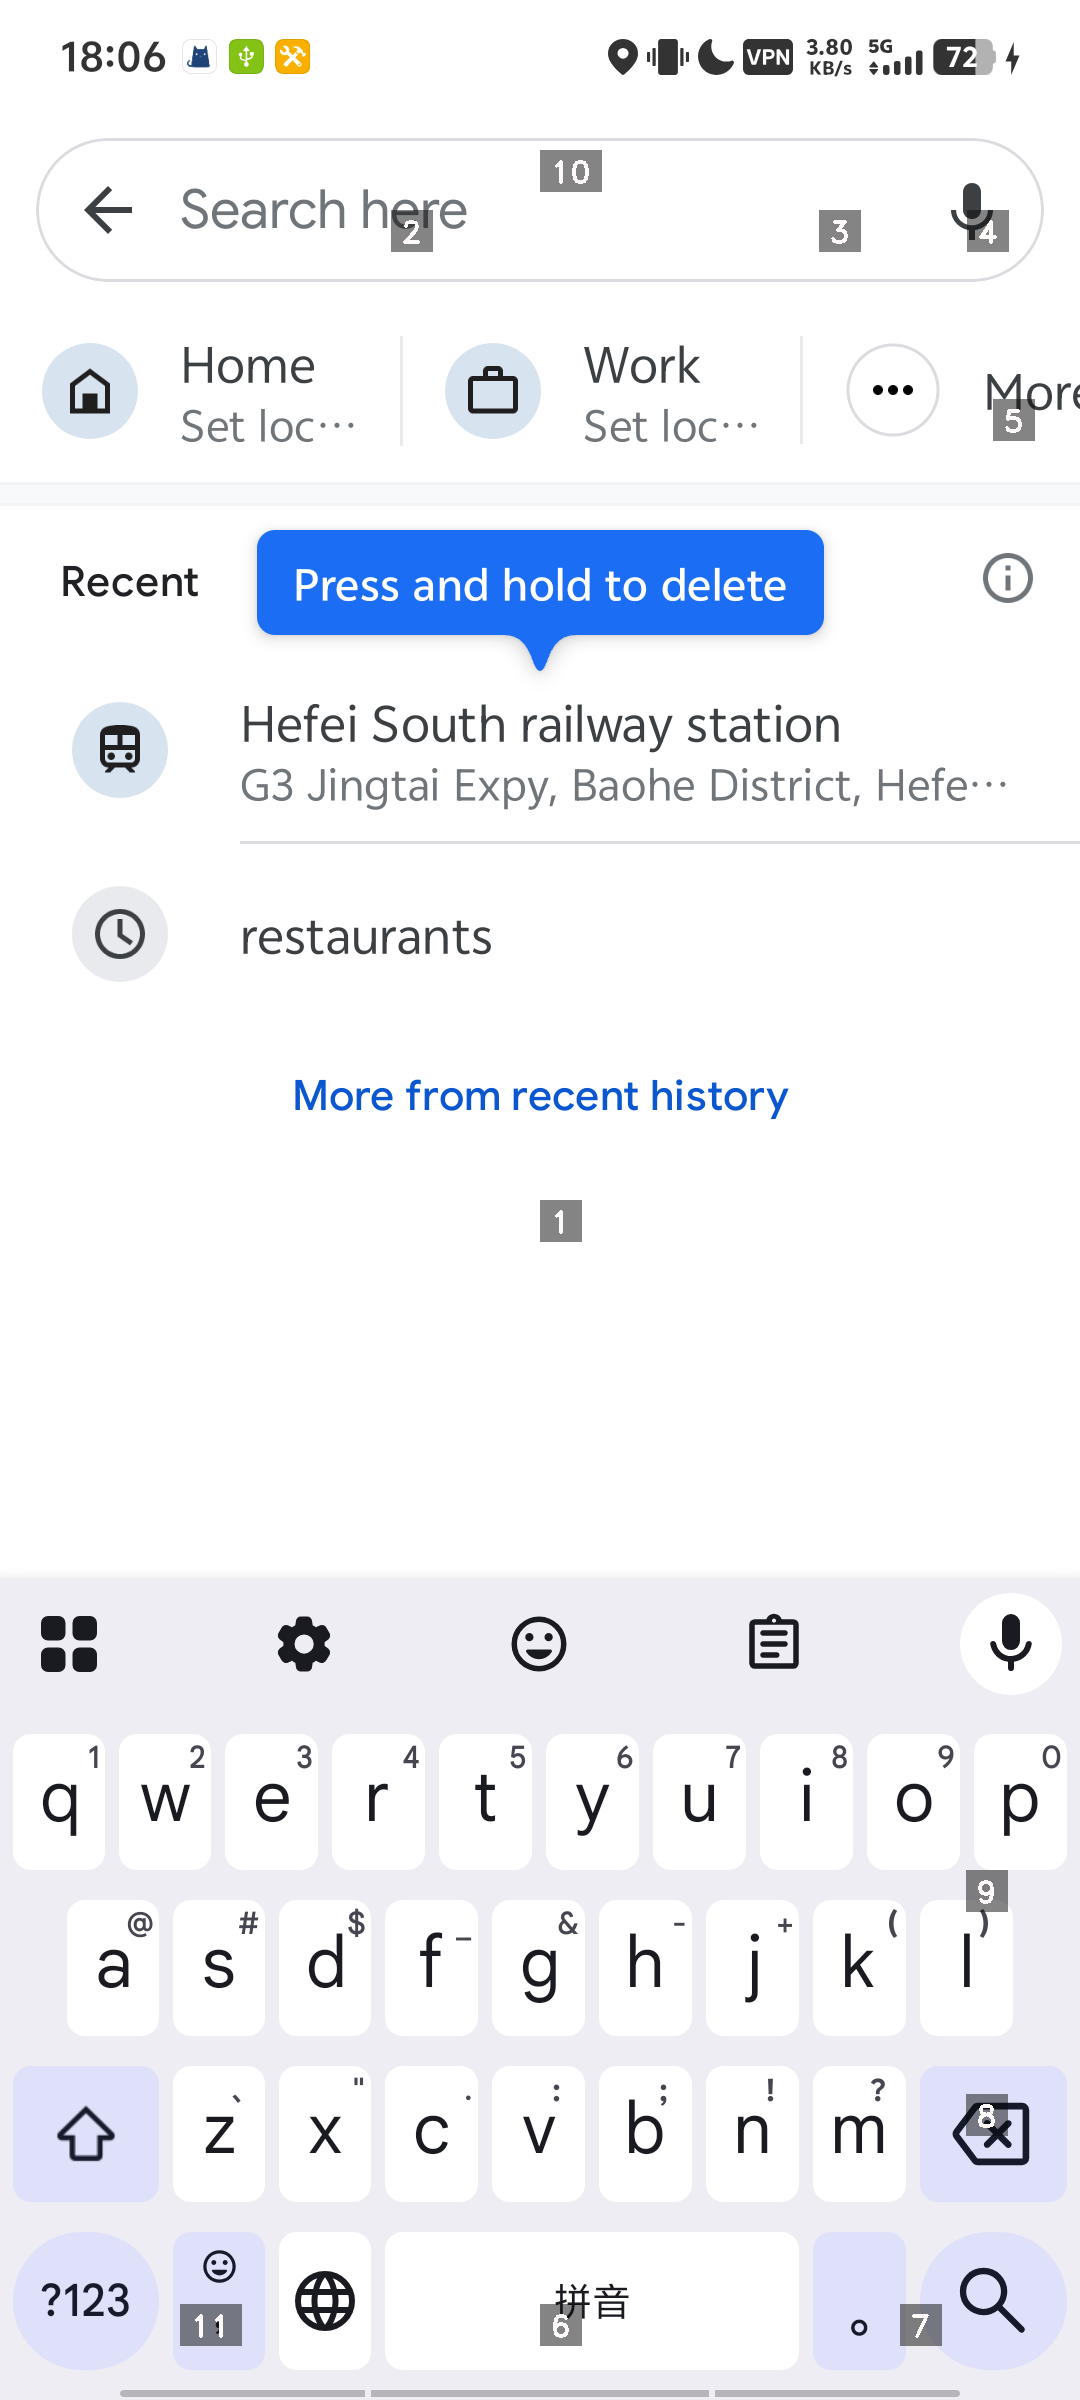 18:06 VPN 3.80 KB/s 5G 72
Search here
10
2
3
4
Home
Set loc…
Work
Set loc…
More
5
Recent
Press and hold to delete
Hefei South railway station
G3 Jingtai Expy, Baohe District, Hefe…
restaurants
More from recent history
1
1 2 3 4 5 6 7 8 9 0
q w e r t y u i o p
9
@ # $ _ & - + ( )
a s d f g h j k l
、 " . : ; ! ?
z x c v b n m
8
?123 拼音 。
11 6 7